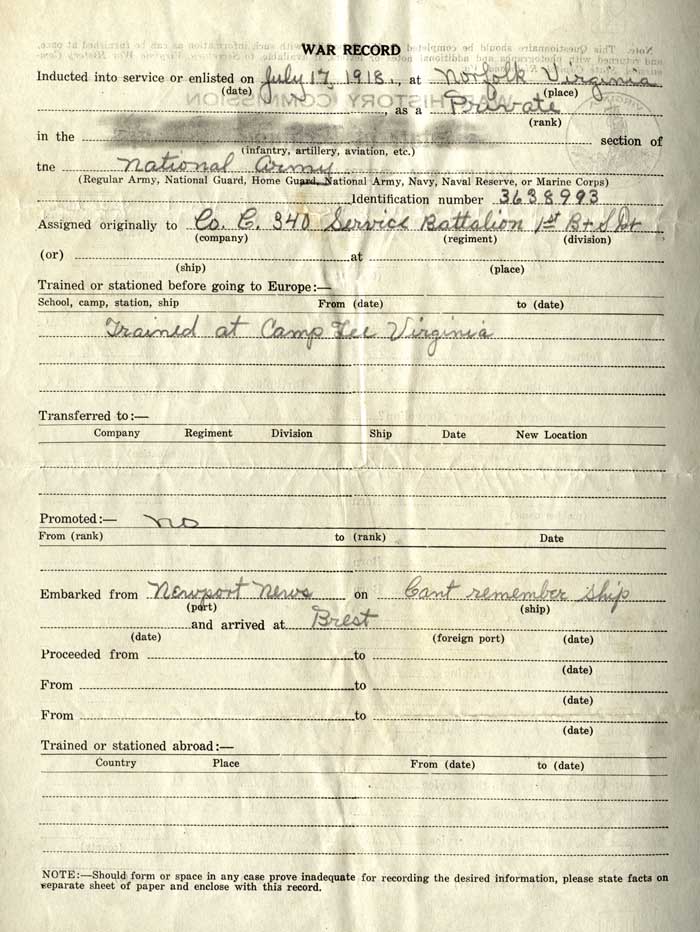 WAR RECORD
Inducted into service or enlisted on July 17, 1918, at Norfolk Virginia
(date) (place)
, as a Private
(rank)
in the section of
(infantry, artillery, aviation, etc.)
tne National Army
(Regular Army, National Guard, Home Guard, National Army, Navy, Naval Reserve, or Marine Corps)
Identification number 3638993
Assigned originally to Co. C. 340 Service Battalion 1st
(company) (regiment) (division)
(or) at
(ship) (place)
Trained or stationed before going to Europe:—
School, camp, station, ship From (date) to (date)
Trained at Camp Lee Virginia
Transferred to:—
Company Regiment Division Ship Date New Location
Promoted:— no
From (rank) to (rank) Date
Embarked from Newport News on Cant remember ship
(port) (ship)
and arrived at Brest
(date) (foreign port) (date)
Proceeded from to
(date)
From to
(date)
From to
(date)
Trained or stationed abroad:—
Country Place From (date) to (date)
NOTE:—Should form or space in any case prove inadequate for recording the desired information, please state facts on
separate sheet of paper and enclose with this record.